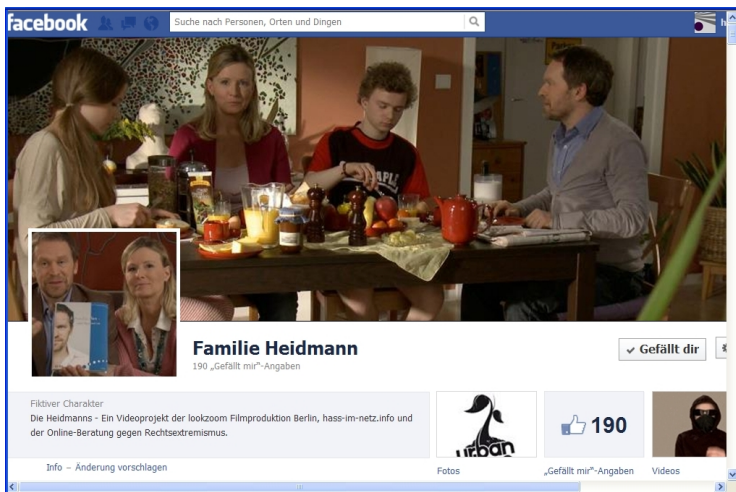 facebook
Suche nach Personen, Orten und Dingen
h
Familie Heidmann
190 „Gefällt mir"-Angaben
Gefällt dir
Fiktiver Charakter
Die Heidmanns - Ein Videoprojekt der lookzoom Filmproduktion Berlin, hass-im-netz.info und
der Online-Beratung gegen Rechtsextremismus.
Info – Änderung vorschlagen
urban
Fotos
190
„Gefällt mir"-Angaben
Videos